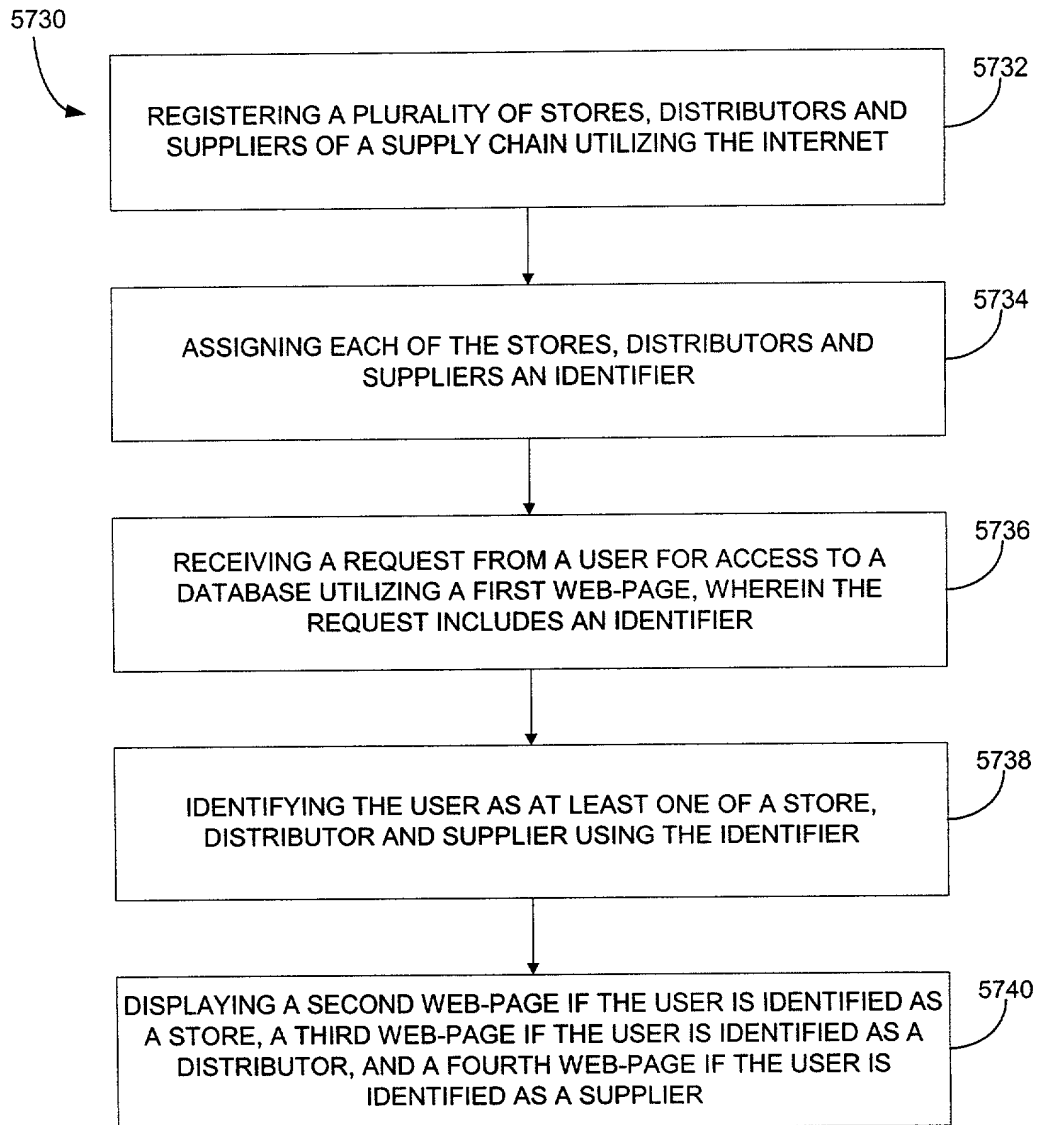 5730
5732
REGISTERING A PLURALITY OF STORES, DISTRIBUTORS AND
SUPPLIERS OF A SUPPLY CHAIN UTILIZING THE INTERNET
5734
ASSIGNING EACH OF THE STORES, DISTRIBUTORS AND
SUPPLIERS AN IDENTIFIER
5736
RECEIVING A REQUEST FROM A USER FOR ACCESS TO A
DATABASE UTILIZING A FIRST WEB-PAGE, WHEREIN THE
REQUEST INCLUDES AN IDENTIFIER
5738
IDENTIFYING THE USER AS AT LEAST ONE OF A STORE,
DISTRIBUTOR AND SUPPLIER USING THE IDENTIFIER
5740
DISPLAYING A SECOND WEB-PAGE IF THE USER IS IDENTIFIED AS
A STORE, A THIRD WEB-PAGE IF THE USER IS IDENTIFIED AS A
DISTRIBUTOR, AND A FOURTH WEB-PAGE IF THE USER IS
IDENTIFIED AS A SUPPLIER